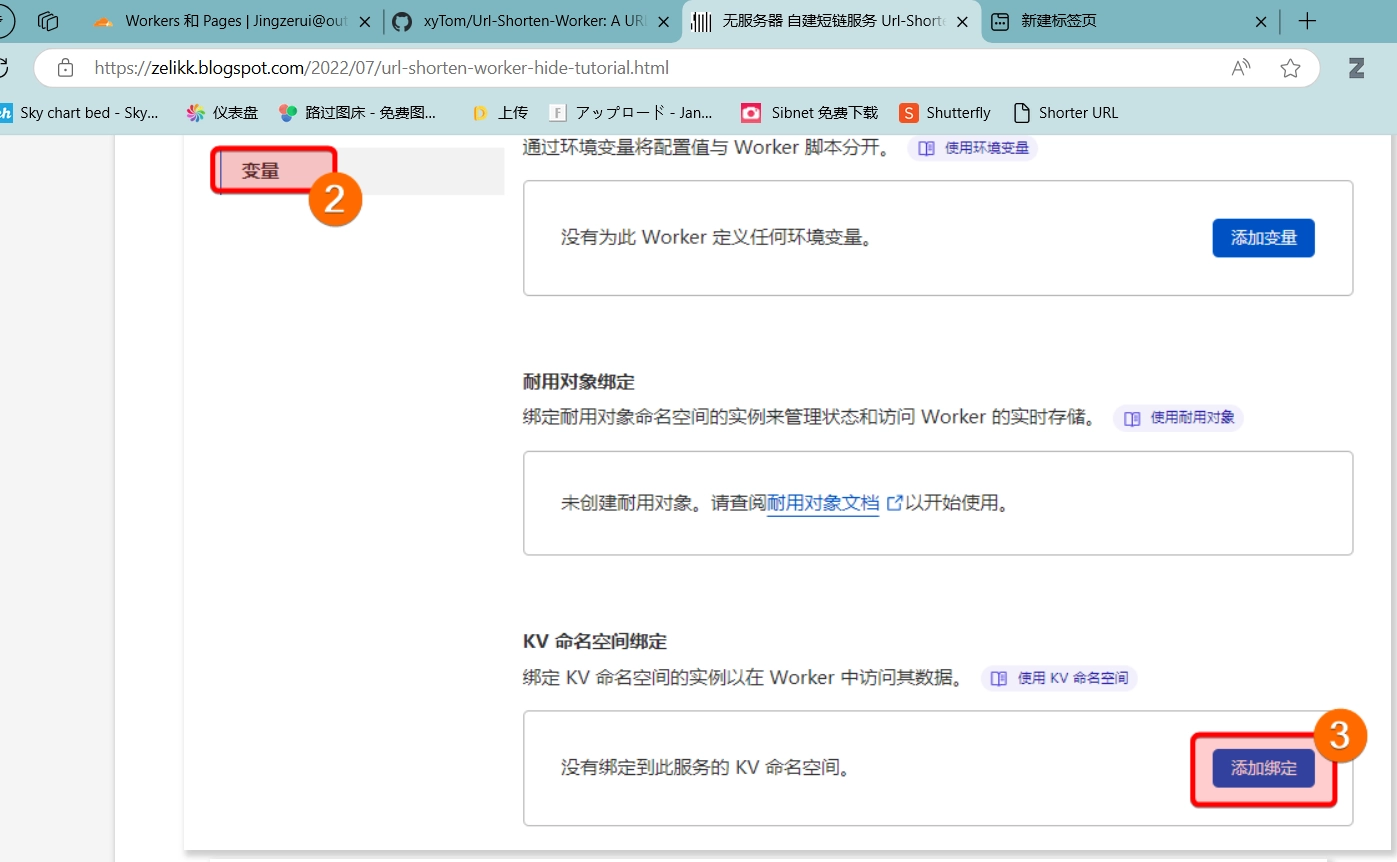 Workers 和 Pages | Jingzerui@out
xyTom/Url-Shorten-Worker: A UR
无服务器 自建短链服务 Url-Shorte
新建标签页
https://zelikk.blogspot.com/2022/07/url-shorten-worker-hide-tutorial.html
Sky chart bed - Sky...
仪表盘
路过图床 - 免费图...
上传
アップロード - Jan...
Sibnet 免费下载
Shutterfly
Shorter URL
变量
2
通过环境变量将配置值与 Worker 脚本分开。 使用环境变量
没有为此 Worker 定义任何环境变量。
添加变量
耐用对象绑定
绑定耐用对象命名空间的实例来管理状态和访问 Worker 的实时存储。 使用耐用对象
未创建耐用对象。请查阅耐用对象文档 以开始使用。
KV 命名空间绑定
绑定 KV 命名空间的实例以在 Worker 中访问其数据。 使用 KV 命名空间
没有绑定到此服务的 KV 命名空间。
添加绑定
3